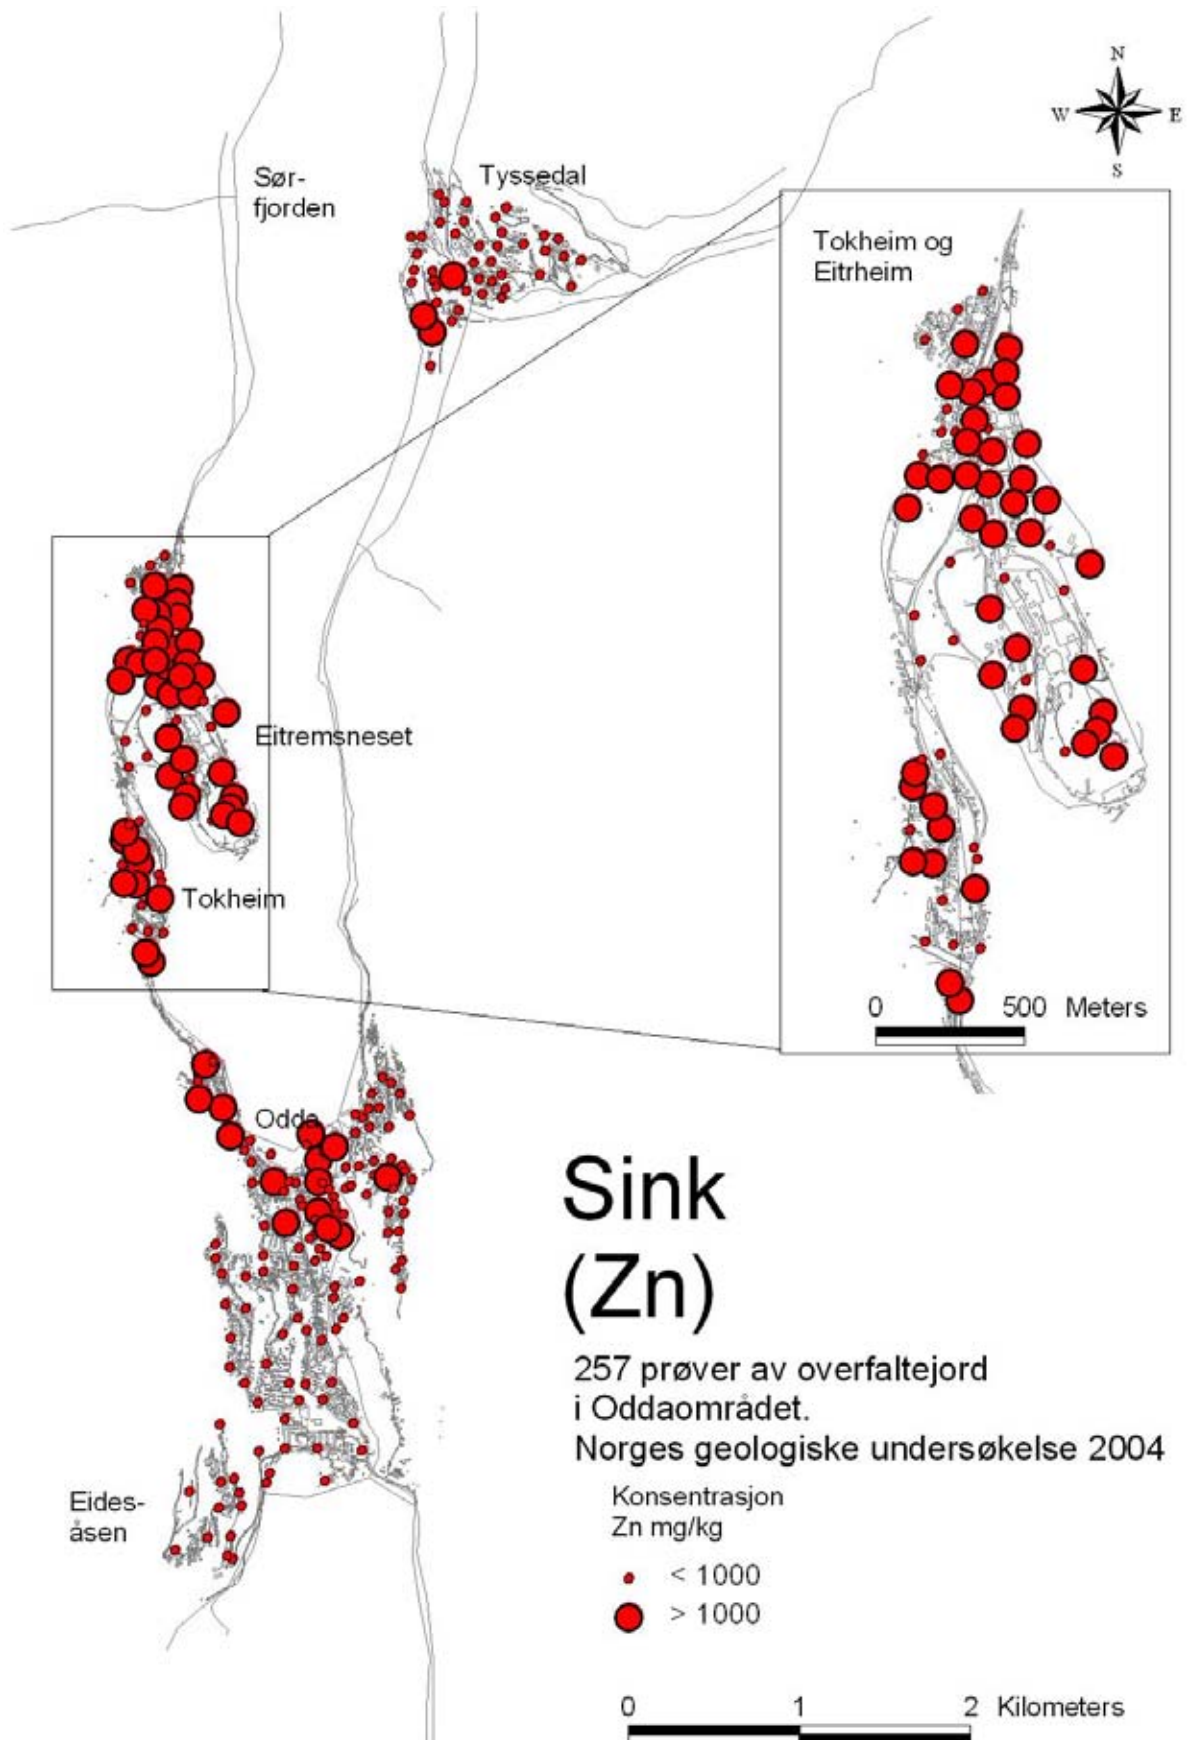 N
W E
S
Sør-
fjorden
Tyssedal
Tokheim og
Eitrheim
Eitremsneset
Tokheim
0 500 Meters
Odda
Sink
(Zn)
257 prøver av overfaltejord
i Oddaområdet.
Norges geologiske undersøkelse 2004
Konsentrasjon
Zn mg/kg
< 1000
> 1000
Eides-
åsen
0 1 2 Kilometers